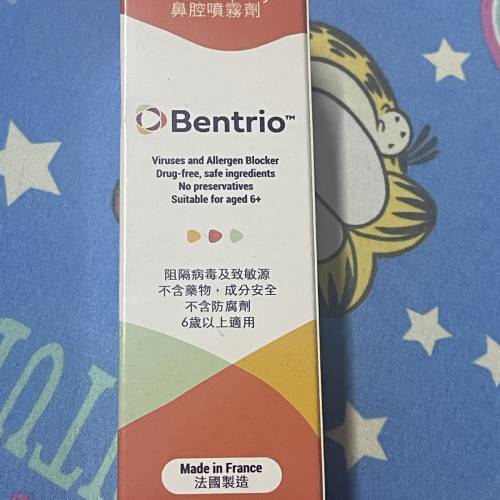 鼻腔噴霧劑
Bentrio™
Viruses and Allergen Blocker
Drug-free, safe ingredients
No preservatives
Suitable for aged 6+
阻隔病毒及致敏源
不含藥物，成分安全
不含防腐劑
6歲以上適用
Made in France
法國製造